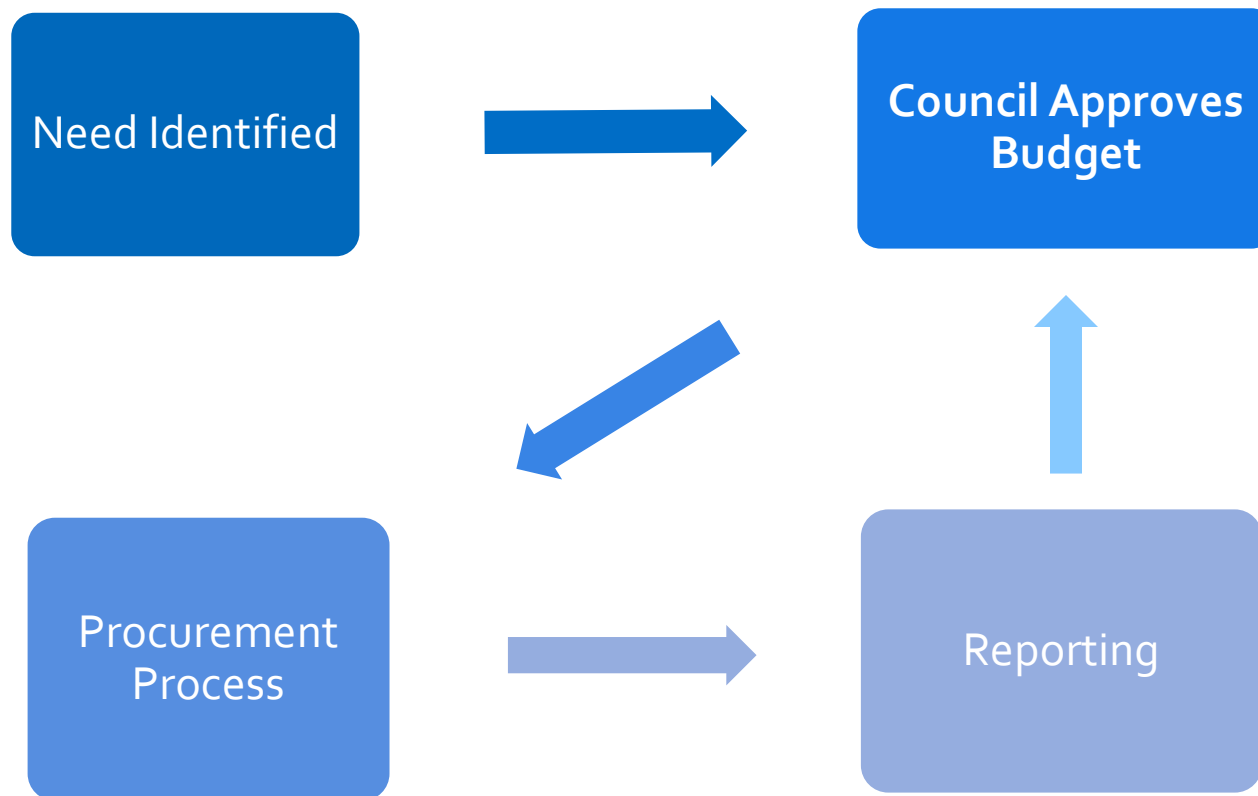 Need Identified
Council Approves
Budget
Procurement
Process
Reporting